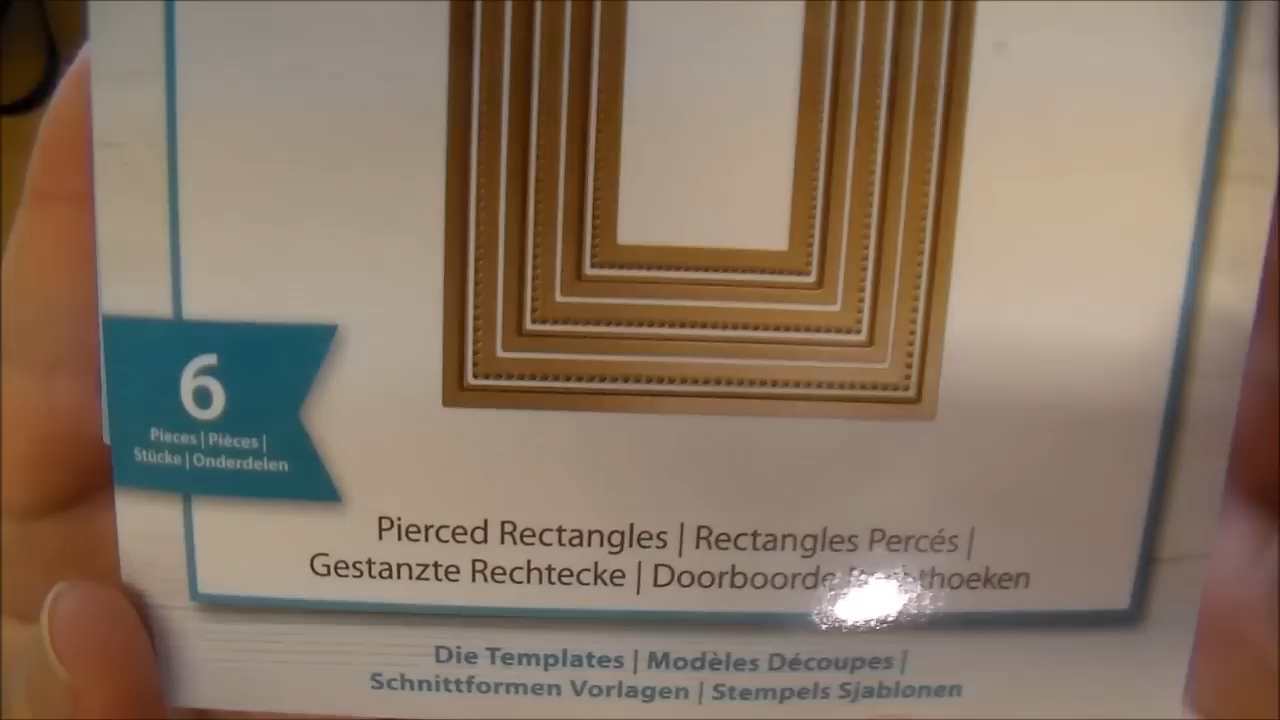 6
Pieces | Pièces |
Stücke | Onderdelen
Pierced Rectangles | Rectangles Percés |
Gestanzte Rechtecke | Doorboorde
Die Templates | Modèles Découpes |
Schnittformen Vorlagen | Stempels Sjablonen